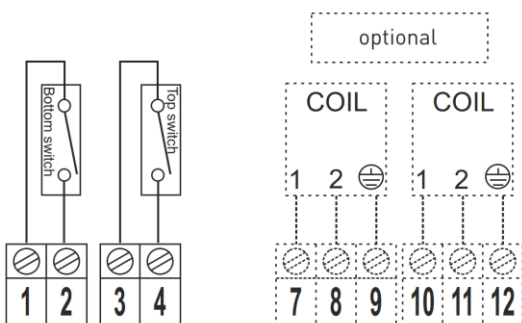 optional
COIL COIL
Bottom switch
Top switch
1 2 1 2
1 2 3 4 7 8 9 10 11 12